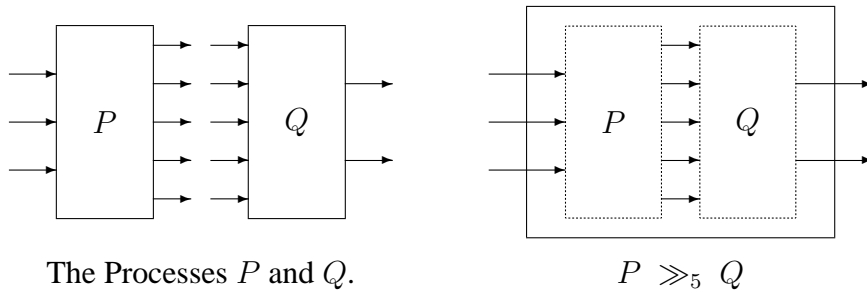 P Q P Q
The Processes P and Q. P ≫₅ Q